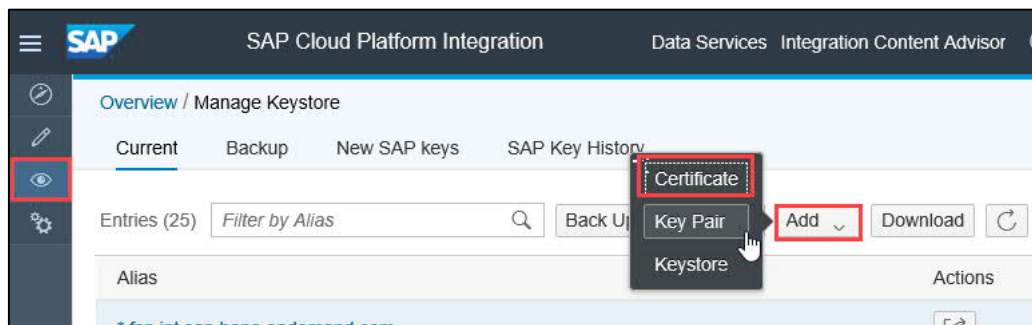 SAP SAP Cloud Platform Integration Data Services Integration Content Advisor
Overview / Manage Keystore
Current Backup New SAP keys SAP Key History
Certificate
Entries (25) Filter by Alias Back Key Pair Add Download
Keystore
Alias Actions